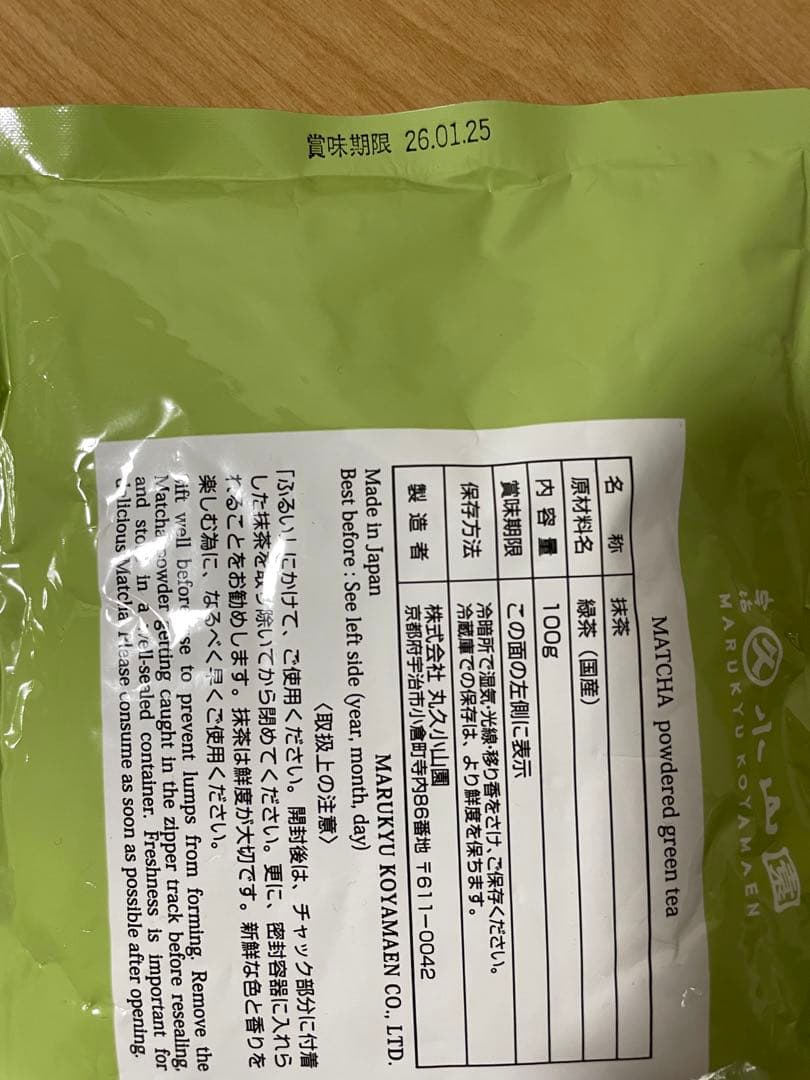 賞味期限 26.01.25
宇治
久 小山園
MARUKYU KOYAMAEN
MATCHA powdered green tea
名 称 抹茶
原材料名 緑茶（国産）
内容量 100g
賞味期限 この面の左側に表示
保存方法 冷暗所で湿気・光線・移り香をさけ、ご保存ください。
冷蔵庫での保存は、より鮮度を保ちます。
製造者 株式会社 丸久小山園
京都府宇治市小倉町寺内86番地 〒611-0042
MARUKYU KOYAMAEN CO., LTD.
Made in Japan
Best before : See left side (year, month, day)
〈取扱上の注意〉
「ふるい」にかけて、ご使用ください。開封後は、チャック部分に付着
した抹茶を取り除いてから閉めてください。更に、密封容器に入れら
れることをお勧めします。抹茶は鮮度が大切です。新鮮な色と香りを
楽しむ為に、なるべく早くご使用ください。
Sift well before use to prevent lumps from forming. Remove the
Matcha powder getting caught in the zipper track before resealing,
and store in a well-sealed container. Freshness is important for
delicious Matcha. Please consume as soon as possible after opening.